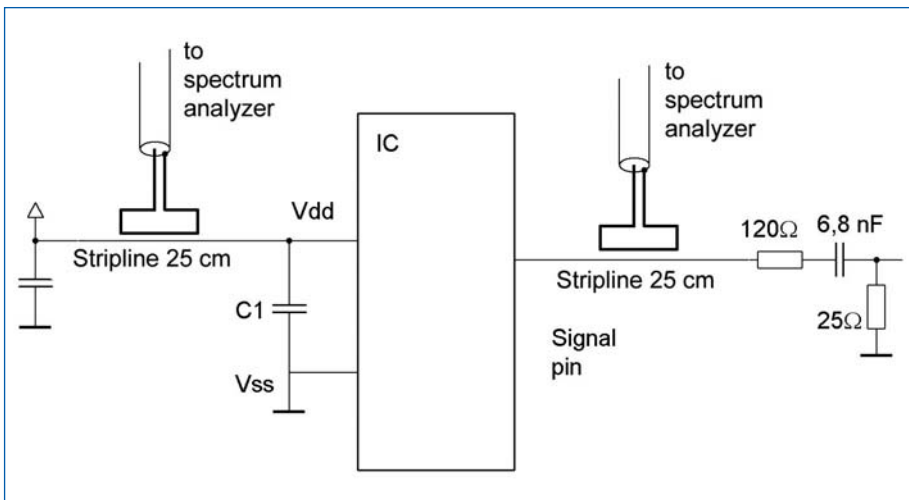 to
spectrum
analyzer
to
spectrum
analyzer
IC
Vdd
Stripline 25 cm
120Ω
6,8 nF
Stripline 25 cm
C1
25Ω
Signal
pin
Vss